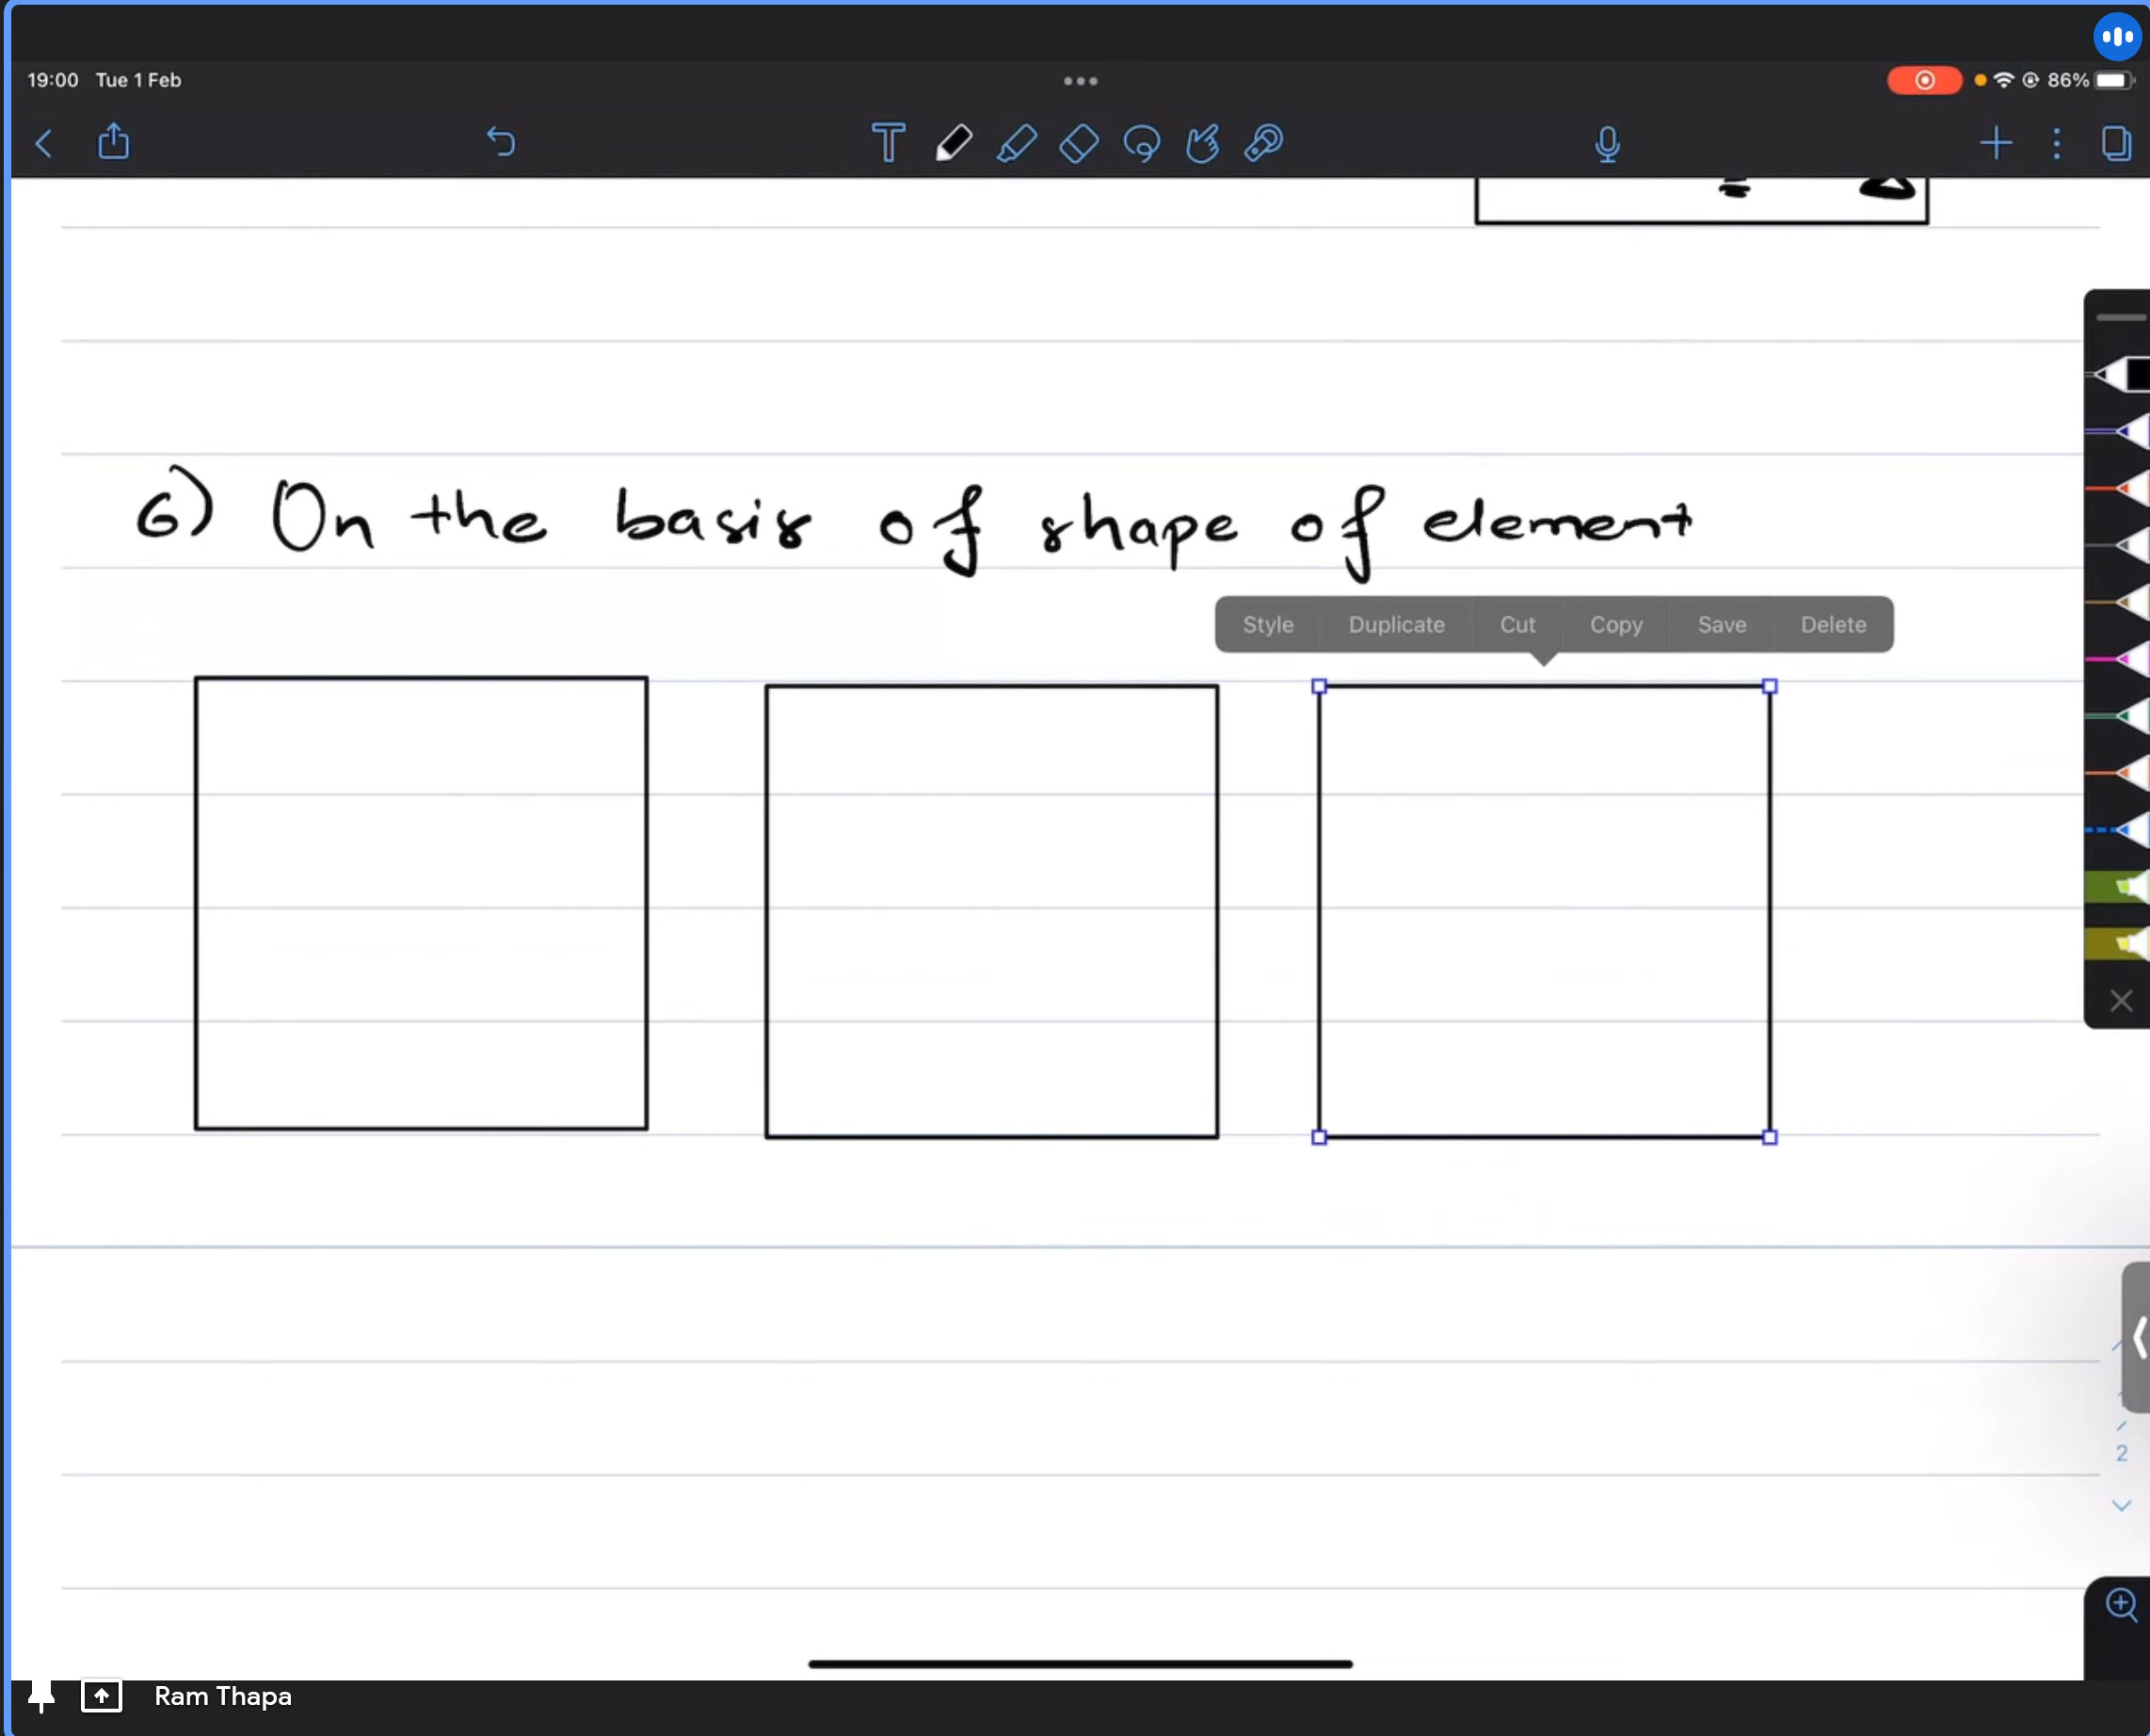 19:00 Tue 1 Feb
86%
6) On the basis of shape of element
Style Duplicate Cut Copy Save Delete
2
Ram Thapa